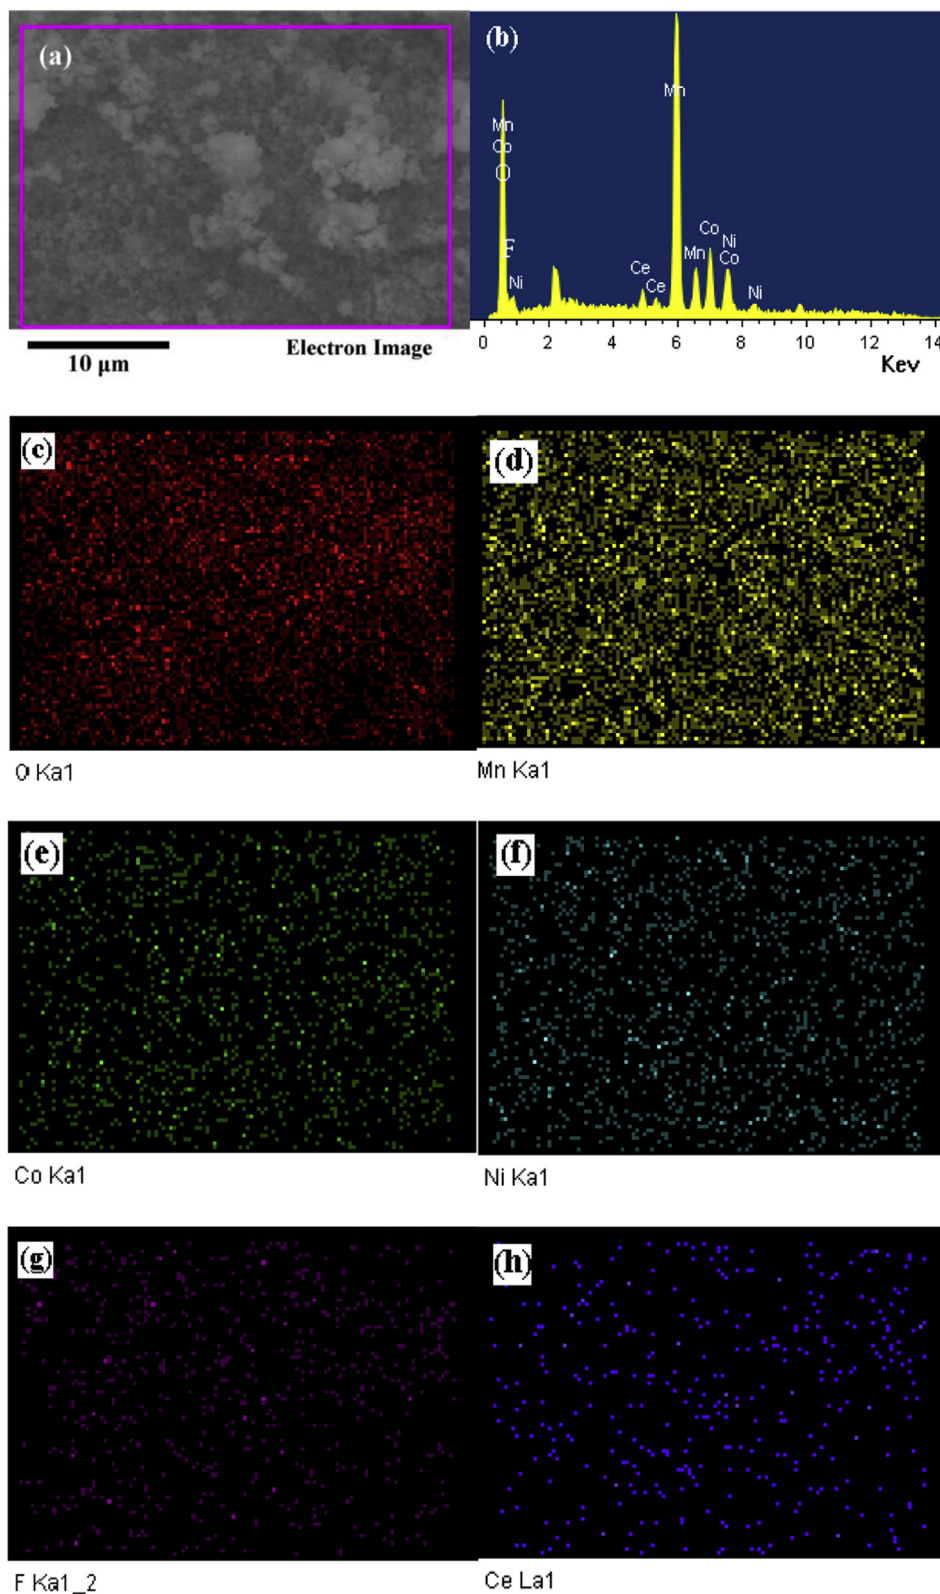 (a)
10 µm
Electron Image
(b)
Mn
Co
O
F
Ni
Ce
Ce
Mn
Mn
Co
Ni
Co
Ni
0 2 4 6 8 10 12 14
Kev
(c)
O Ka1
(d)
Mn Ka1
(e)
Co Ka1
(f)
Ni Ka1
(g)
F Ka1_2
(h)
Ce La1